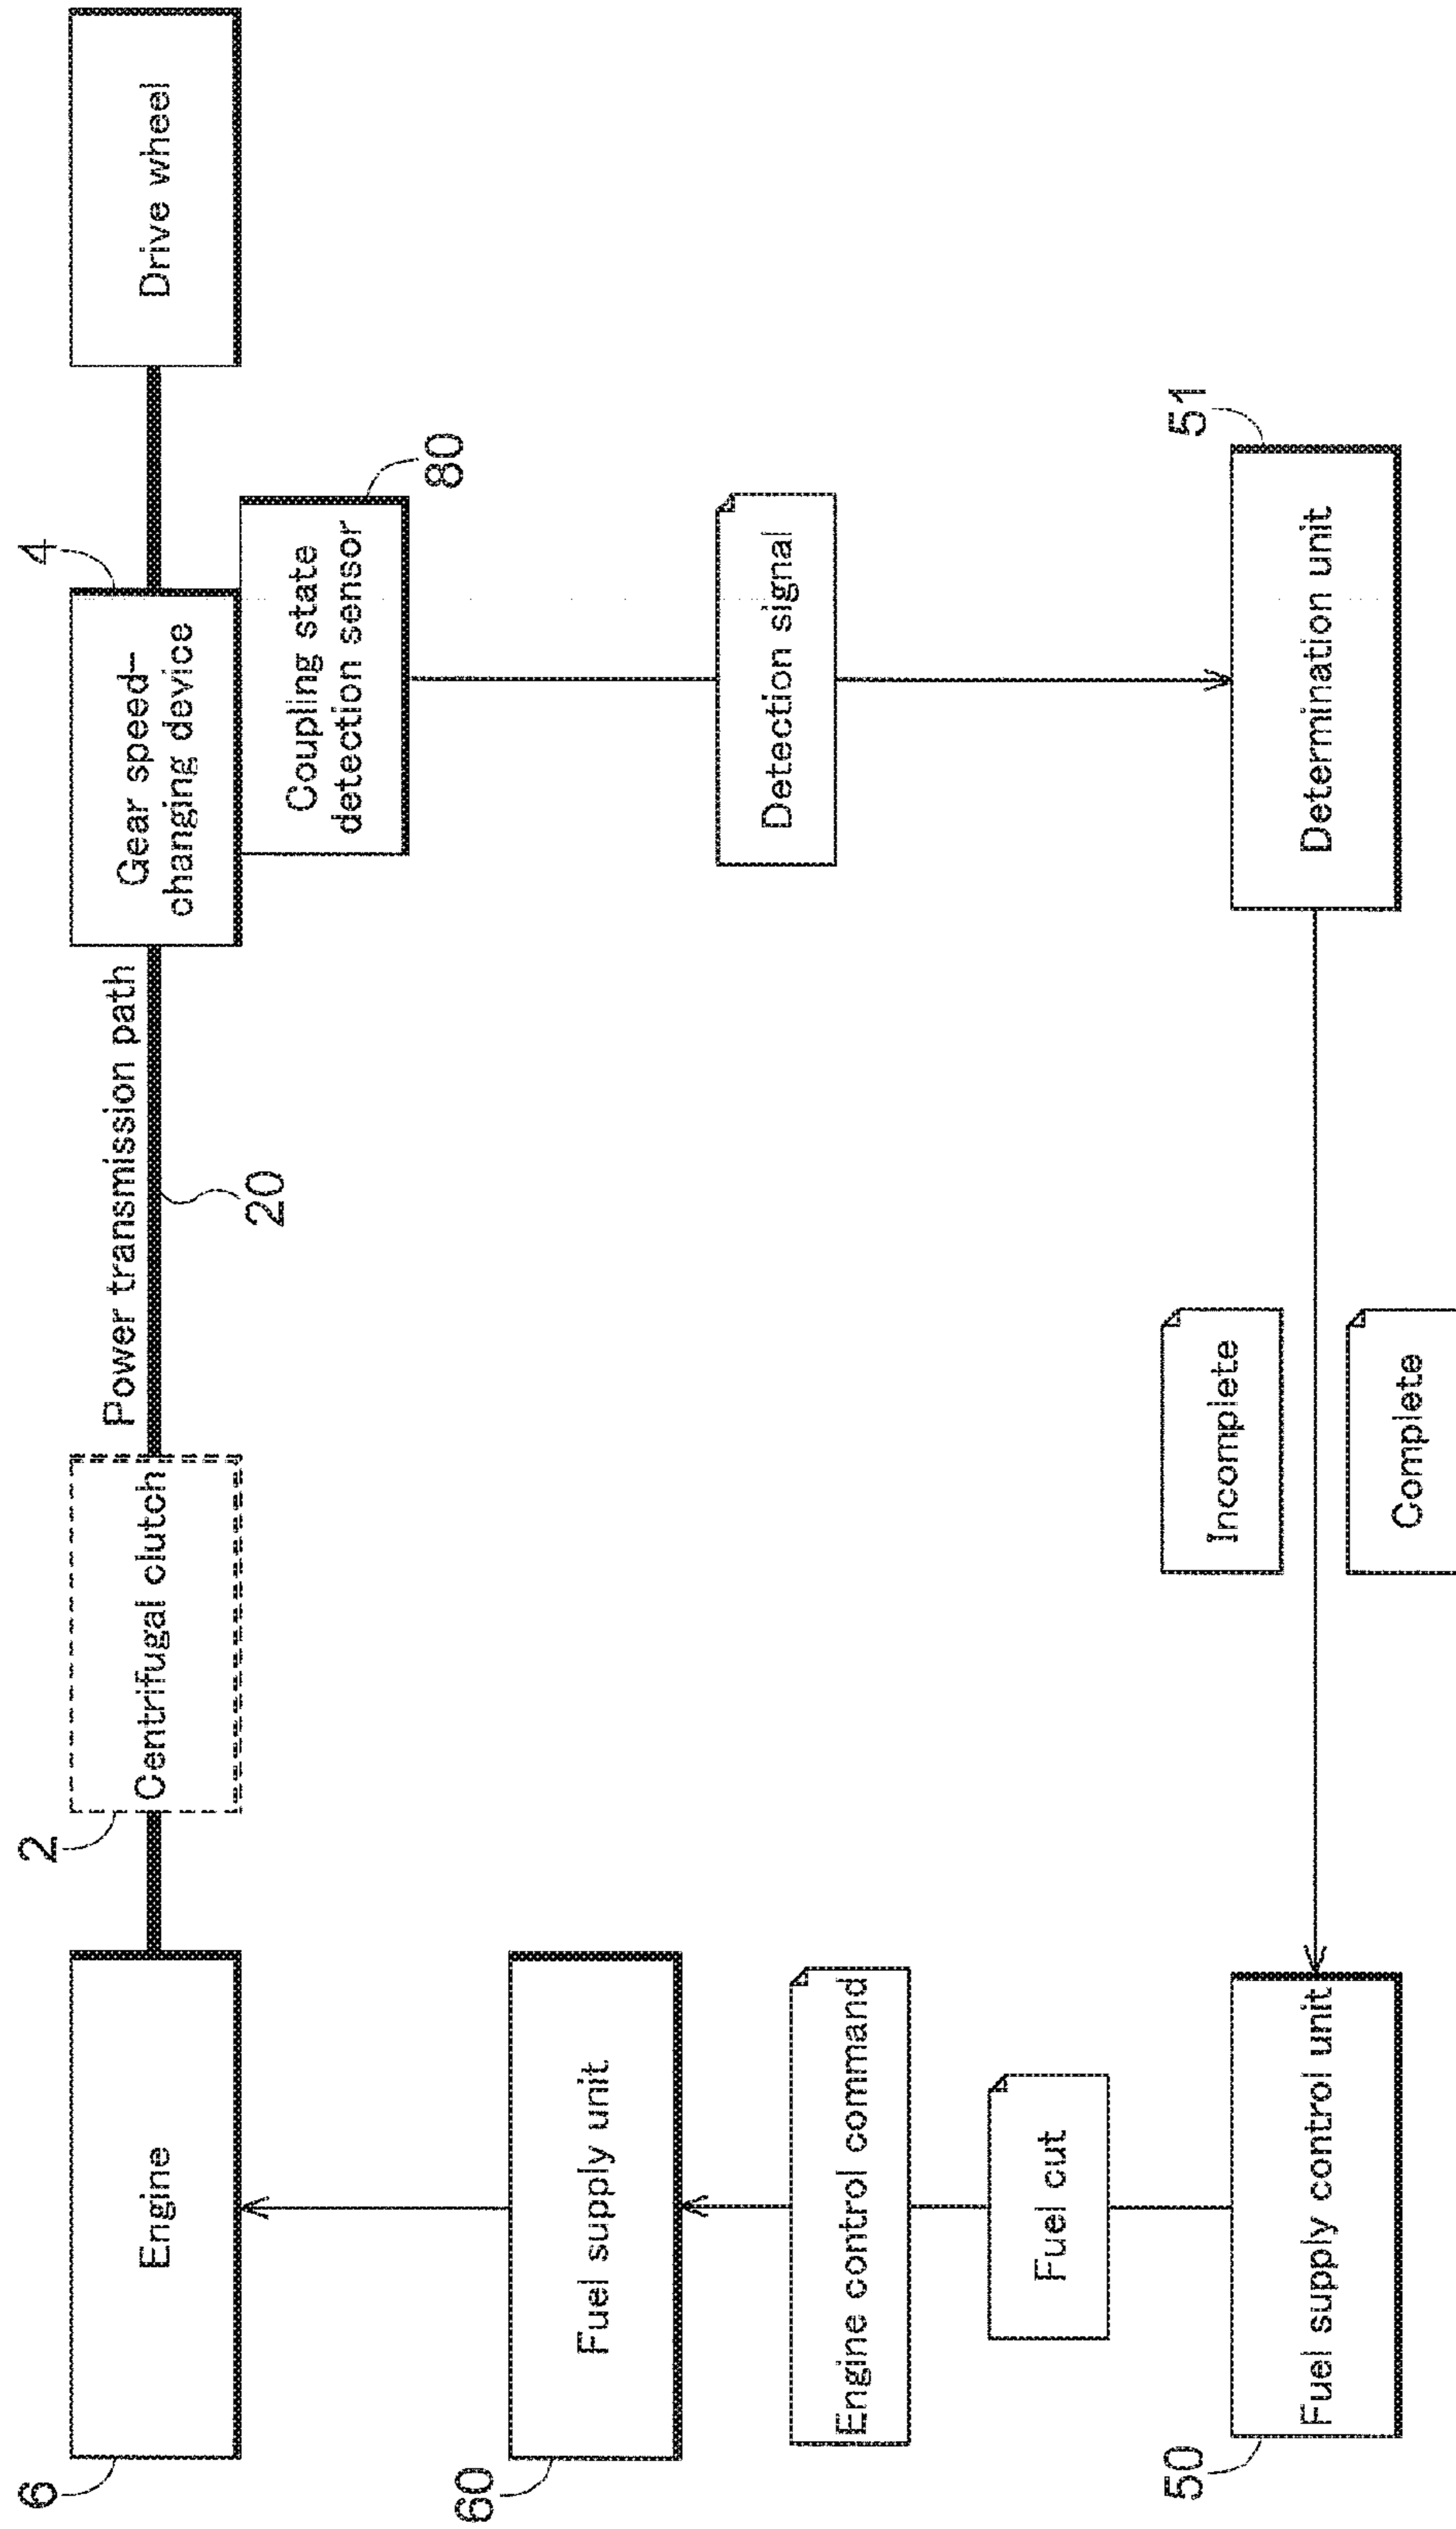 6
Engine
2
Centrifugal clutch
Power transmission path
20
4
Gear speed-
changing device
Drive wheel
Coupling state
detection sensor
80
60
Fuel supply unit
Engine control command
Detection signal
Fuel cut
50
Fuel supply control unit
Incomplete
Complete
51
Determination unit